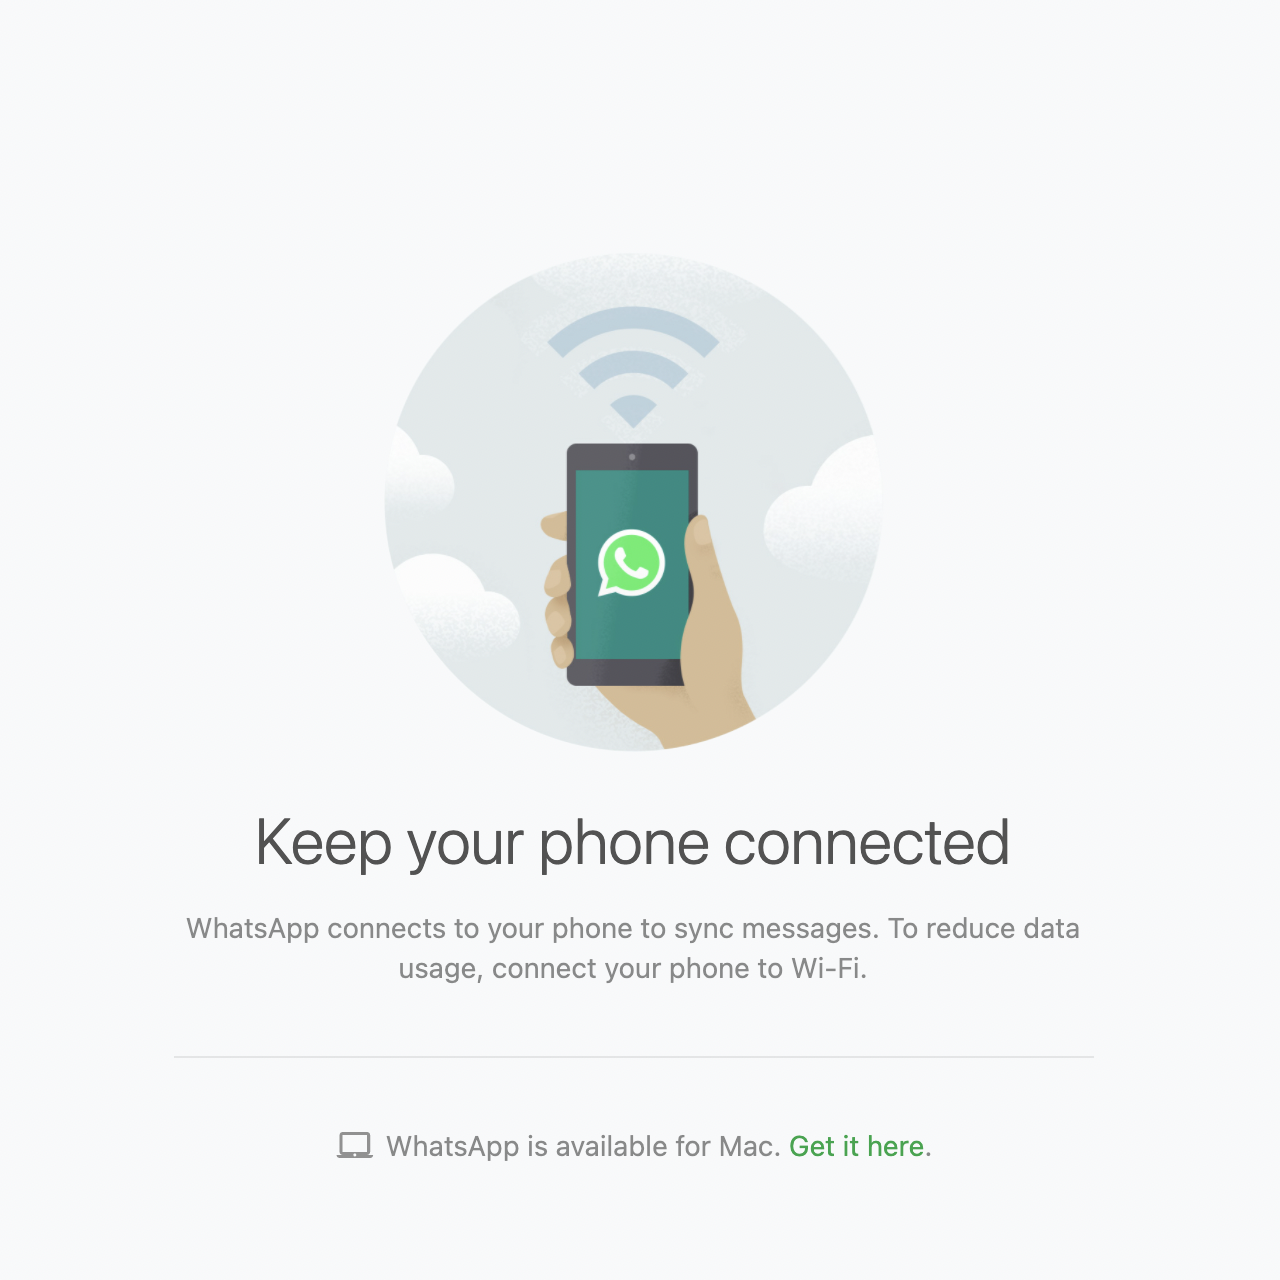 Keep your phone connected
WhatsApp connects to your phone to sync messages. To reduce data
usage, connect your phone to Wi-Fi.
WhatsApp is available for Mac. Get it here.